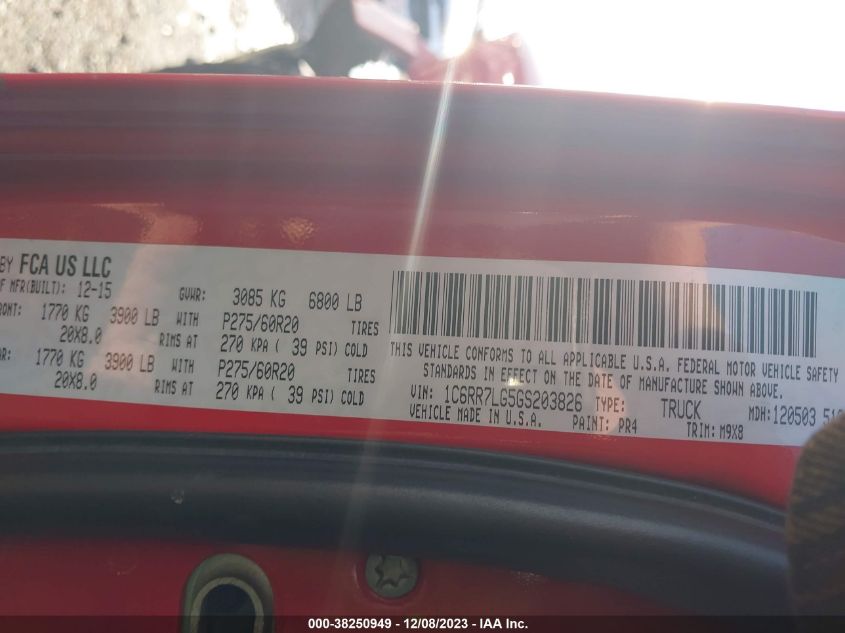 BY FCA US LLC
F MFR(BUILT): 12-15 GVWR: 3085 KG 6800 LB
RONT: 1770 KG 3900 LB WITH P275/60R20 TIRES
20X8.0 RIMS AT 270 KPA ( 39 PSI) COLD
AR: 1770 KG 3900 LB WITH P275/60R20 TIRES
20X8.0 RIMS AT 270 KPA ( 39 PSI) COLD
THIS VEHICLE CONFORMS TO ALL APPLICABLE U.S.A. FEDERAL MOTOR VEHICLE SAFETY
STANDARDS IN EFFECT ON THE DATE OF MANUFACTURE SHOWN ABOVE.
VIN: 1C6RR7LG5GS203826 TYPE: TRUCK MDH: 120503 510
VEHICLE MADE IN U.S.A. PAINT: PR4 TRIM: M9X8
000-38250949 - 12/08/2023 - IAA Inc.